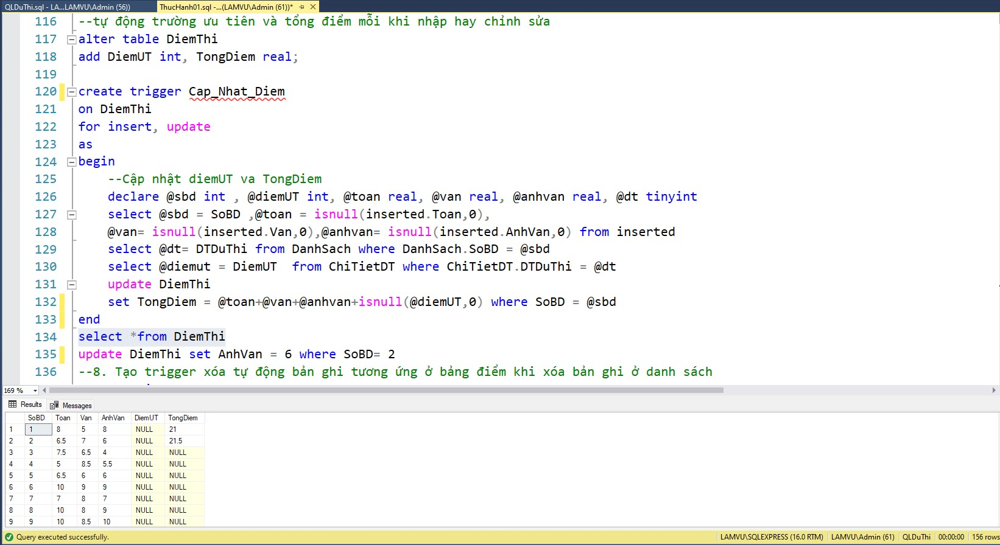 QLDuThi.sql - LA...LAMVU\Admin (56))
ThucHanh01.sql -...(LAMVU\Admin (61))*
116 --tự động trường ưu tiên và tổng điểm mỗi khi nhập hay chỉnh sửa
117 alter table DiemThi
118 add DiemUT int, TongDiem real;
119
120 create trigger Cap_Nhat_Diem
121 on DiemThi
122 for insert, update
123 as
124 begin
125 --Cập nhật diemUT va TongDiem
126 declare @sbd int , @diemUT int, @toan real, @van real, @anhvan real, @dt tinyint
127 select @sbd = SoBD ,@toan = isnull(inserted.Toan,0),
128 @van= isnull(inserted.Van,0),@anhvan= isnull(inserted.AnhVan,0) from inserted
129 select @dt= DTDuThi from DanhSach where DanhSach.SoBD = @sbd
130 select @diemut = DiemUT  from ChiTietDT where ChiTietDT.DTDuThi = @dt
131 update DiemThi
132 set TongDiem = @toan+@van+@anhvan+isnull(@diemUT,0) where SoBD = @sbd
133 end
134 select *from DiemThi
135 update DiemThi set AnhVan = 6 where SoBD= 2
136 --8. Tạo trigger xóa tự động bản ghi tương ứng ở bảng điểm khi xóa bản ghi ở danh sách
169 %
Results Messages
SoBD Toan Van AnhVan DiemUT TongDiem
1 1 8 5 8 NULL 21
2 2 6.5 7 6 NULL 21.5
3 3 7.5 6.5 4 NULL NULL
4 4 5 8.5 5.5 NULL NULL
5 5 6.5 6 6 NULL NULL
6 6 10 9 9 NULL NULL
7 7 7 8 7 NULL NULL
8 8 10 8 9 NULL NULL
9 9 10 8.5 10 NULL NULL
Query executed successfully.
LAMVU\SQLEXPRESS (16.0 RTM) LAMVU\Admin (61) QLDuThi 00:00:00 156 rows